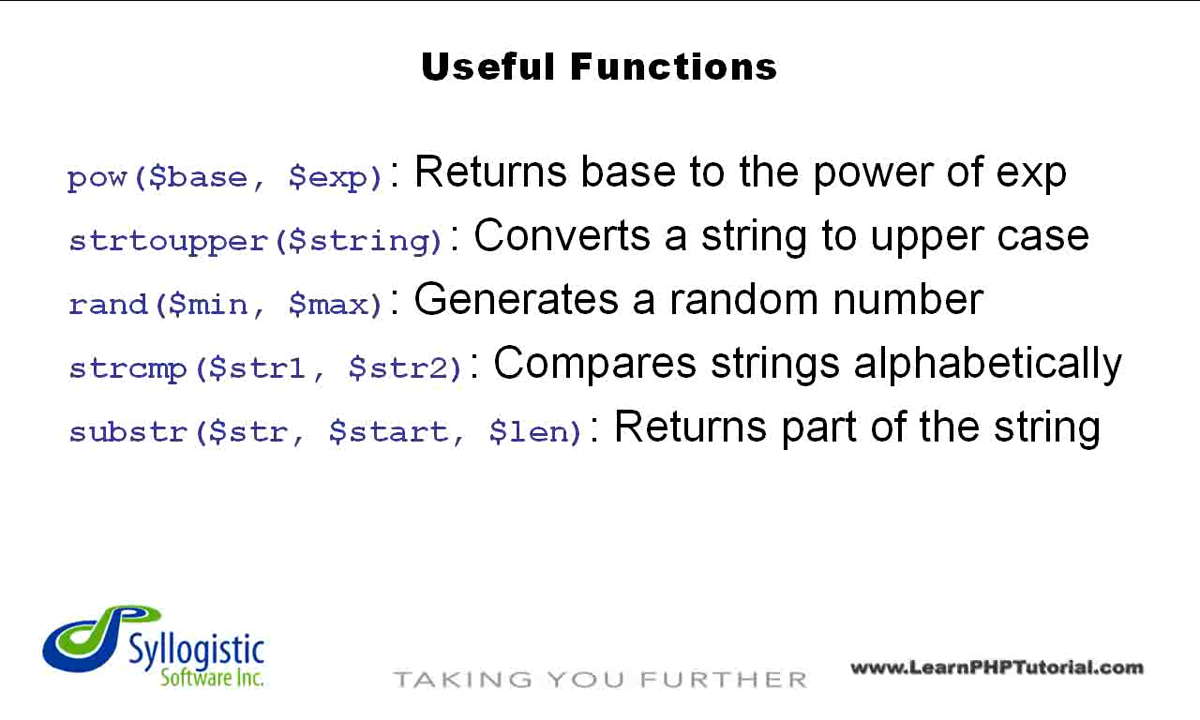 Useful Functions
pow($base, $exp): Returns base to the power of exp
strtoupper($string): Converts a string to upper case
rand($min, $max): Generates a random number
strcmp($str1, $str2): Compares strings alphabetically
substr($str, $start, $len): Returns part of the string
Syllogistic
Software Inc.
TAKING YOU FURTHER
www.LearnPHPTutorial.com